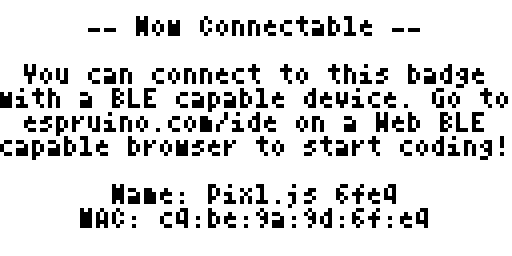 -- Now Connectable --
You can connect to this badge
with a BLE capable device. Go to
espruino.com/ide on a Web BLE
capable browser to start coding!
Name: Pixl.js 6fe4
MAC: c4:be:9a:9d:6f:e4